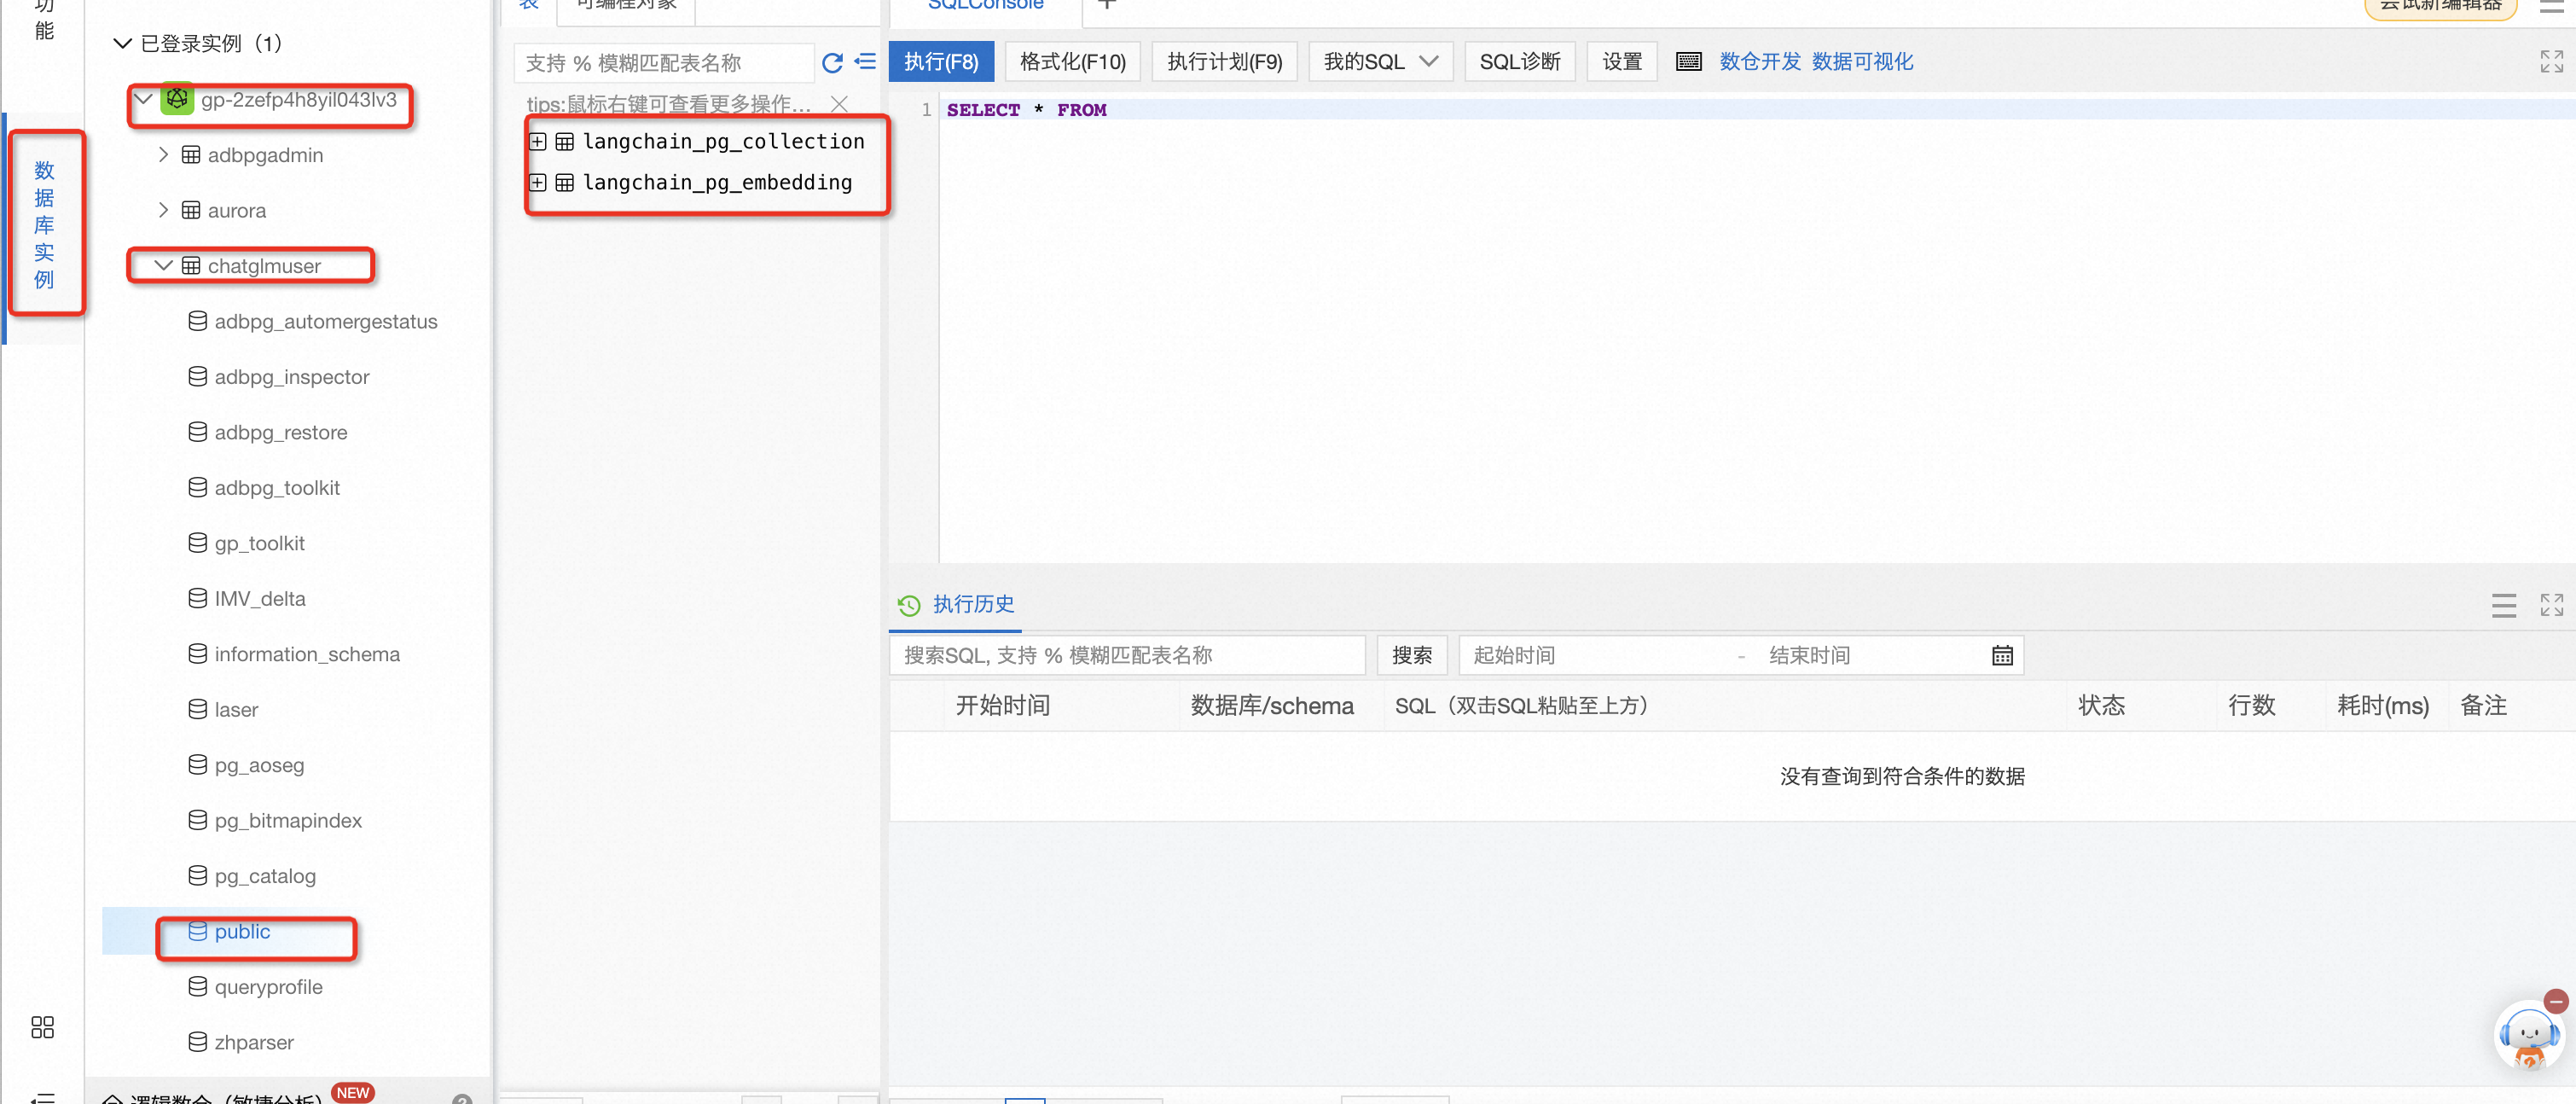 功
能
数
据
库
实
例
已登录实例（1）
gp-2zefp4h8yil043lv3
adbpgadmin
aurora
chatglmuser
adbpg_automergestatus
adbpg_inspector
adbpg_restore
adbpg_toolkit
gp_toolkit
IMV_delta
information_schema
laser
pg_aoseg
pg_bitmapindex
pg_catalog
public
queryprofile
zhparser
逻辑数仓（敏捷分析） NEW ?
表 可编程对象
支持 % 模糊匹配表名称
tips:鼠标右键可查看更多操作...
langchain_pg_collection
langchain_pg_embedding
SQLConsole
尝试新编辑器
执行(F8) 格式化(F10) 执行计划(F9) 我的SQL SQL诊断 设置 数仓开发 数据可视化
1 SELECT * FROM
执行历史
搜索SQL, 支持 % 模糊匹配表名称 搜索 起始时间 - 结束时间
开始时间 数据库/schema SQL（双击SQL粘贴至上方） 状态 行数 耗时(ms) 备注
没有查询到符合条件的数据